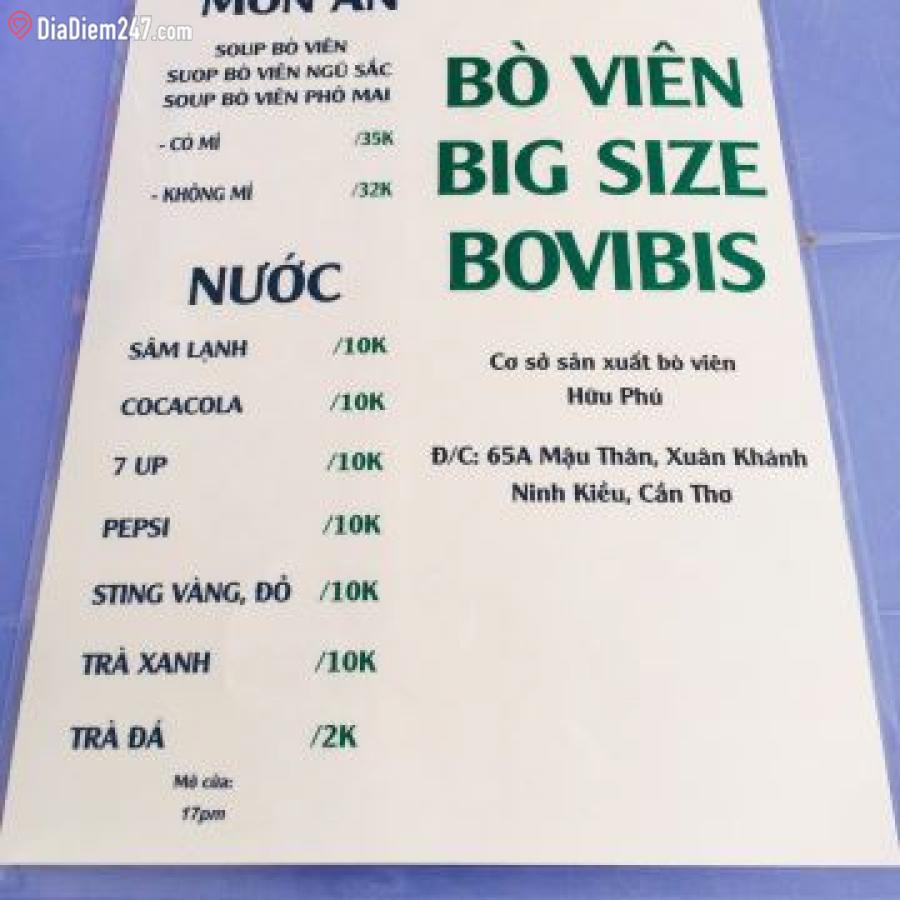 DiaDiem247.com
MÓN ĂN
SOUP BÒ VIÊN
SUOP BÒ VIÊN NGŨ SẮC
SOUP BÒ VIÊN PHÔ MAI
- CÓ MÌ /35K
- KHÔNG MÌ /32K
NƯỚC
SÂM LẠNH /10K
COCACOLA /10K
7 UP /10K
PEPSI /10K
STING VÀNG, ĐỎ /10K
TRÀ XANH /10K
TRÀ ĐÁ /2K
Mở cửa:
17pm
BÒ VIÊN
BIG SIZE
BOVIBIS
Cơ sở sản xuất bò viên
Hữu Phú
Đ/C: 65A Mậu Thân, Xuân Khánh
Ninh Kiều, Cần Thơ